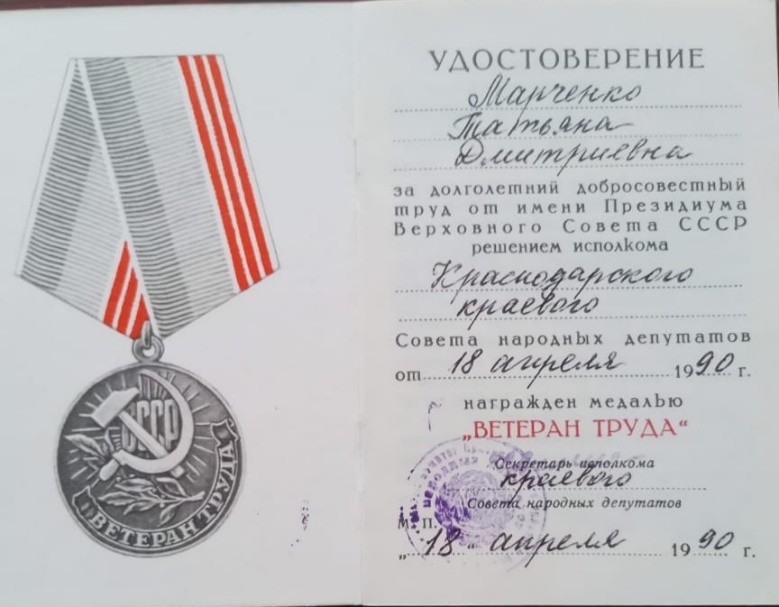 СССР
ВЕТЕРАН ТРУДА
УДОСТОВЕРЕНИЕ
Марченко
Татьяна
Дмитриевна
за долголетний добросовестный
труд от имени Президиума
Верховного Совета СССР
решением исполкома
Краснодарского
краевого
Совета народных депутатов
от 18 апреля 1990 г.
награжден медалью
„ВЕТЕРАН ТРУДА“
Секретарь исполкома
краевого
Совета народных депутатов
М. П.
„18“ апреля 1990 г.